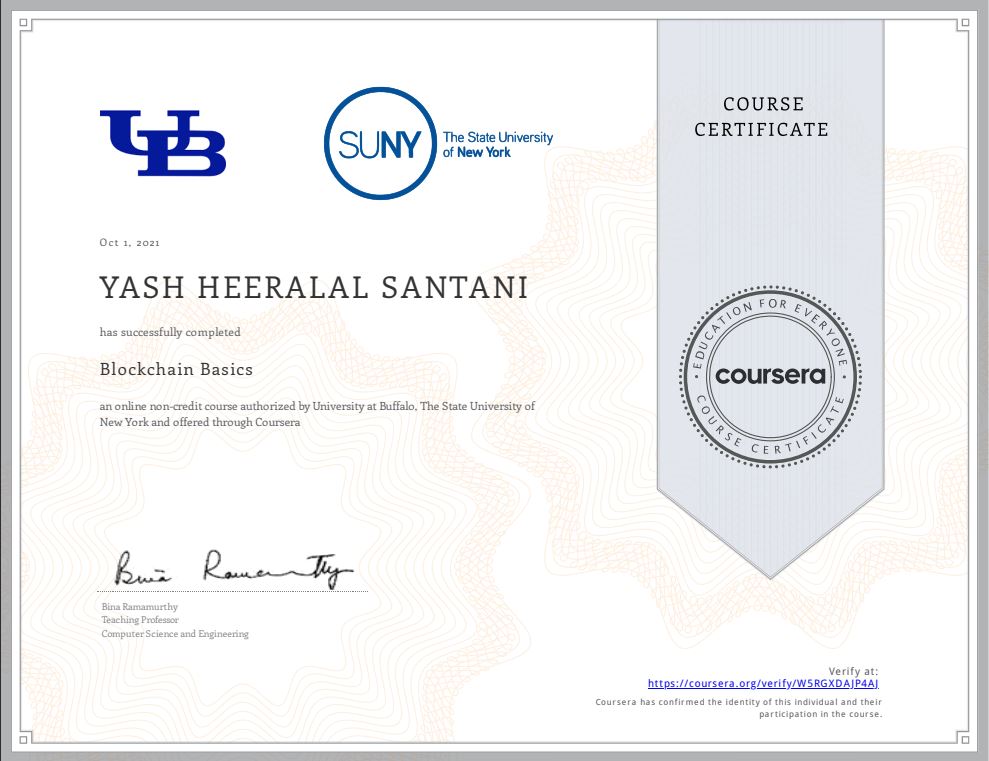 UB
SUNY
The State University
of New York
COURSE
CERTIFICATE
Oct 1, 2021
YASH HEERALAL SANTANI
has successfully completed
Blockchain Basics
an online non-credit course authorized by University at Buffalo, The State University of
New York and offered through Coursera
EDUCATION FOR EVERYONE
coursera
COURSE CERTIFICATE
Bina Ramamurthy
Teaching Professor
Computer Science and Engineering
Verify at:
https://coursera.org/verify/W5RGXDAJP4AJ
Coursera has confirmed the identity of this individual and their
participation in the course.